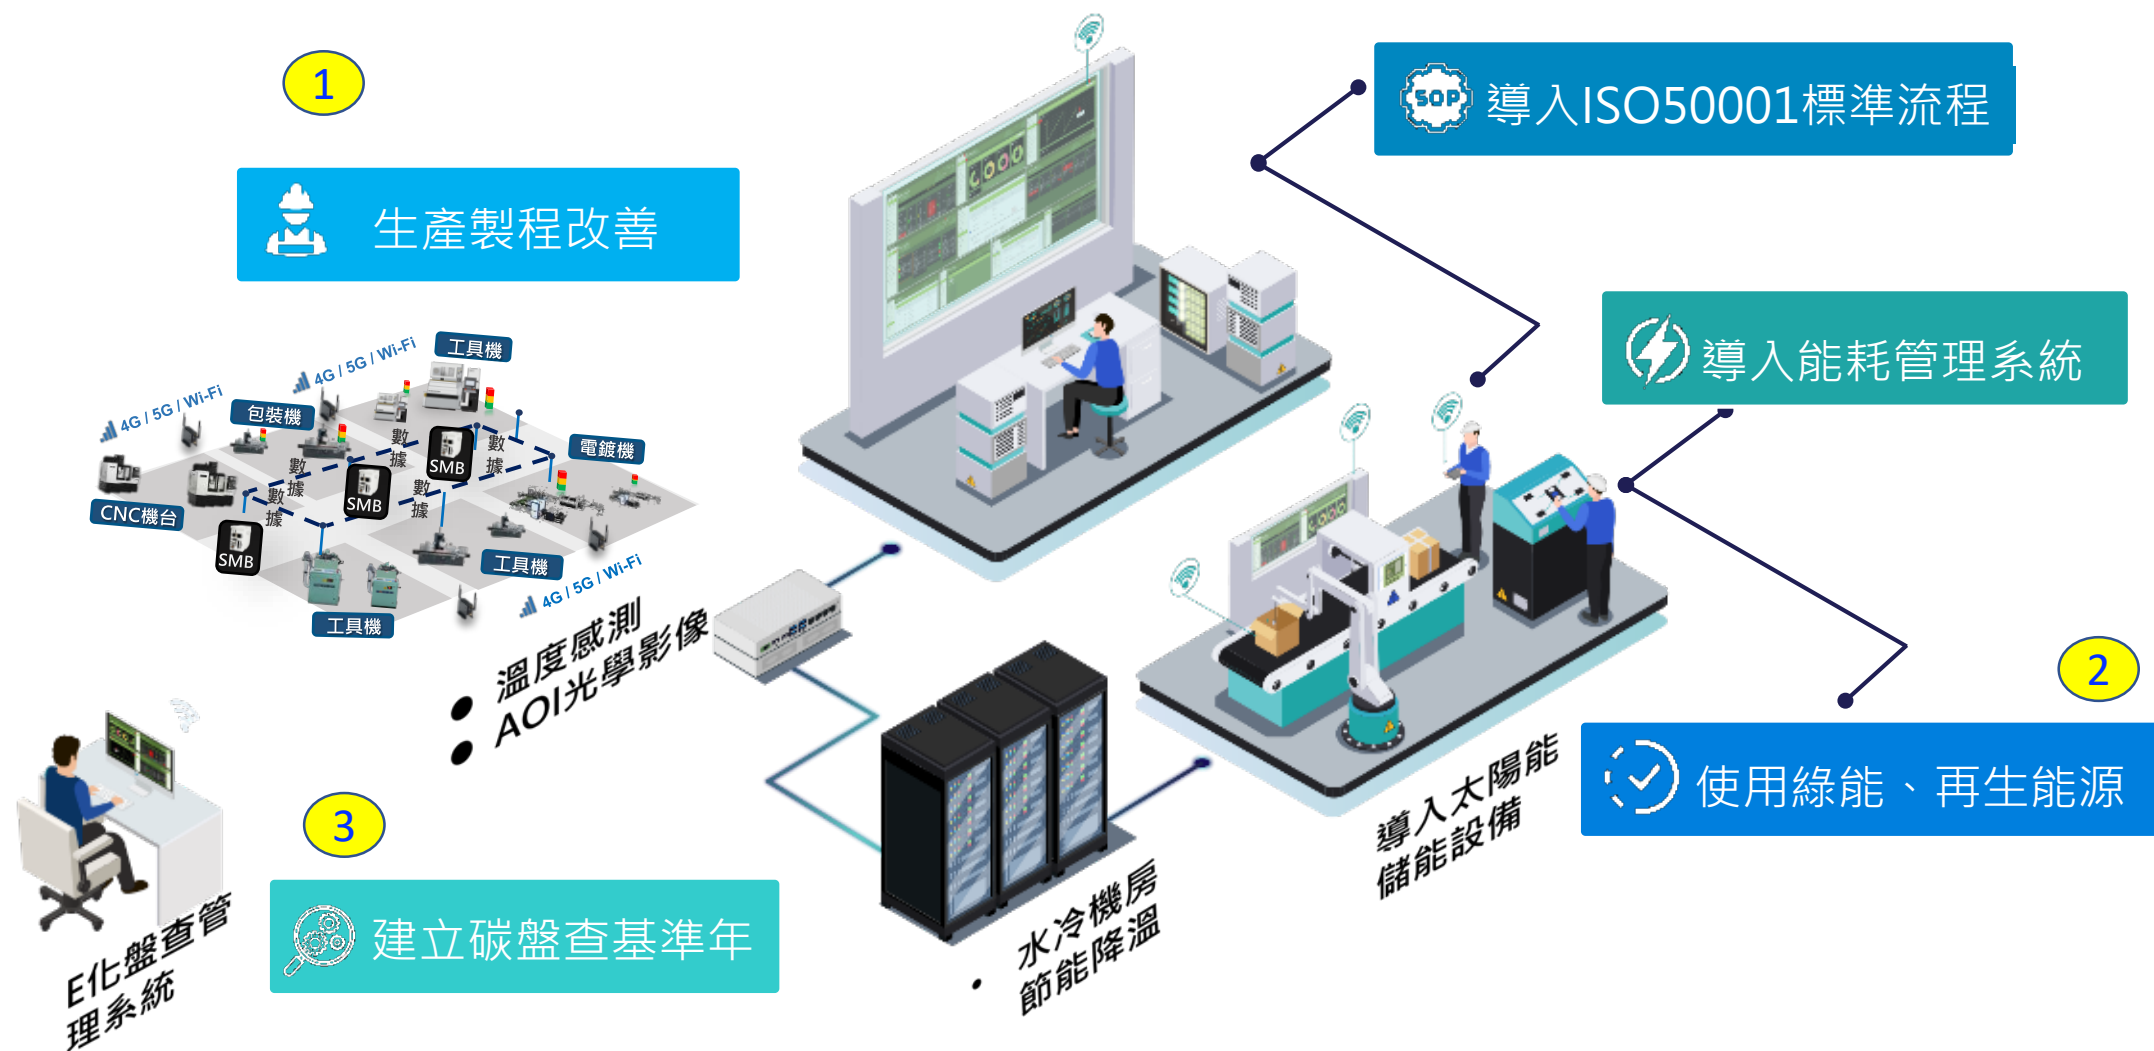 1
生產製程改善
SOP
導入ISO50001標準流程
導入能耗管理系統
2
使用綠能、再生能源
4G / 5G / Wi-Fi
工具機
4G / 5G / Wi-Fi
包裝機
數據
SMB
數據
電鍍機
數據
SMB
數據
數據
CNC機台
SMB
工具機
4G / 5G / Wi-Fi
工具機
溫度感測
AOI光學影像
導入太陽能
儲能設備
水冷機房
節能降溫
3
建立碳盤查基準年
E化盤查管
理系統